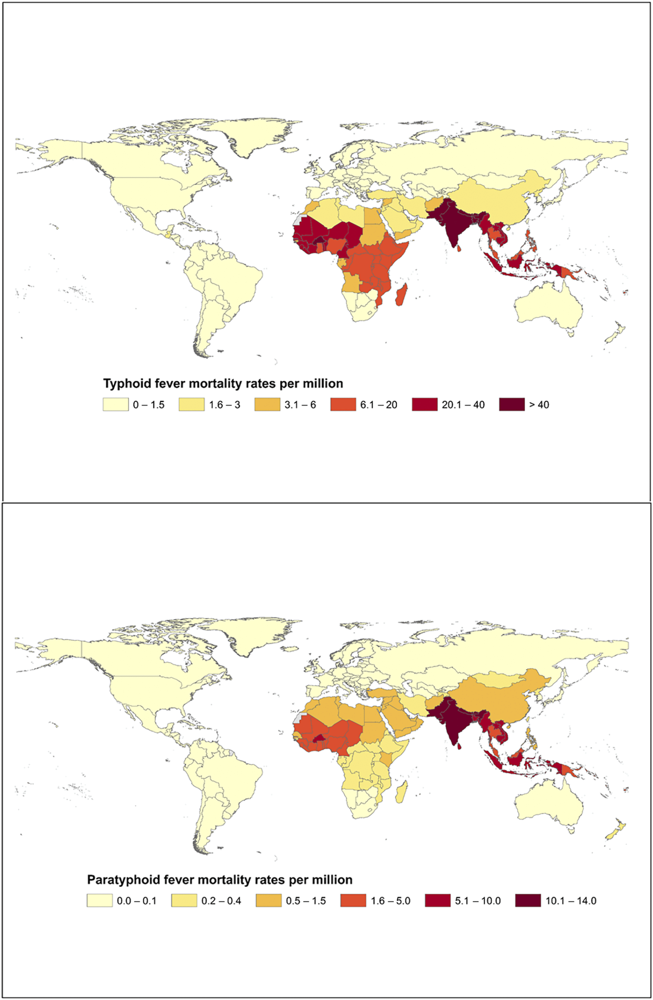 Typhoid fever mortality rates per million
0 – 1.5 1.6 – 3 3.1 – 6 6.1 – 20 20.1 – 40 > 40
Paratyphoid fever mortality rates per million
0.0 – 0.1 0.2 – 0.4 0.5 – 1.5 1.6 – 5.0 5.1 – 10.0 10.1 – 14.0